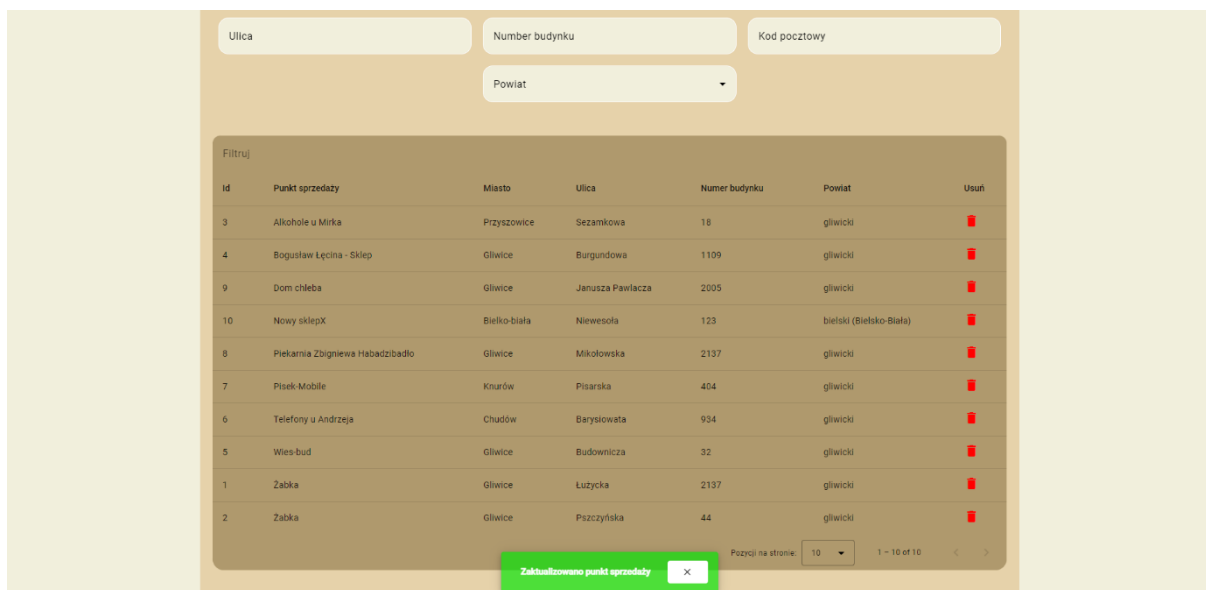 Ulica Number budynku Kod pocztowy
Powiat
Filtruj
Id Punkt sprzedaży Miasto Ulica Numer budynku Powiat Usuń
3 Alkohole u Mirka Przyszowice Sezamkowa 18 gliwicki
4 Bogusław Łęcina - Sklep Gliwice Burgundowa 1109 gliwicki
9 Dom chleba Gliwice Janusza Pawlacza 2005 gliwicki
10 Nowy sklepX Bielko-biała Niewesoła 123 bielski (Bielsko-Biała)
8 Piekarnia Zbigniewa Habadzibadło Gliwice Mikołowska 2137 gliwicki
7 Pisek-Mobile Knurów Pisarska 404 gliwicki
6 Telefony u Andrzeja Chudów Barysiowata 934 gliwicki
5 Wies-bud Gliwice Budownicza 32 gliwicki
1 Żabka Gliwice Łużycka 2137 gliwicki
2 Żabka Gliwice Pszczyńska 44 gliwicki
Pozycji na stronie: 10 1 – 10 of 10
Zaktualizowano punkt sprzedaży